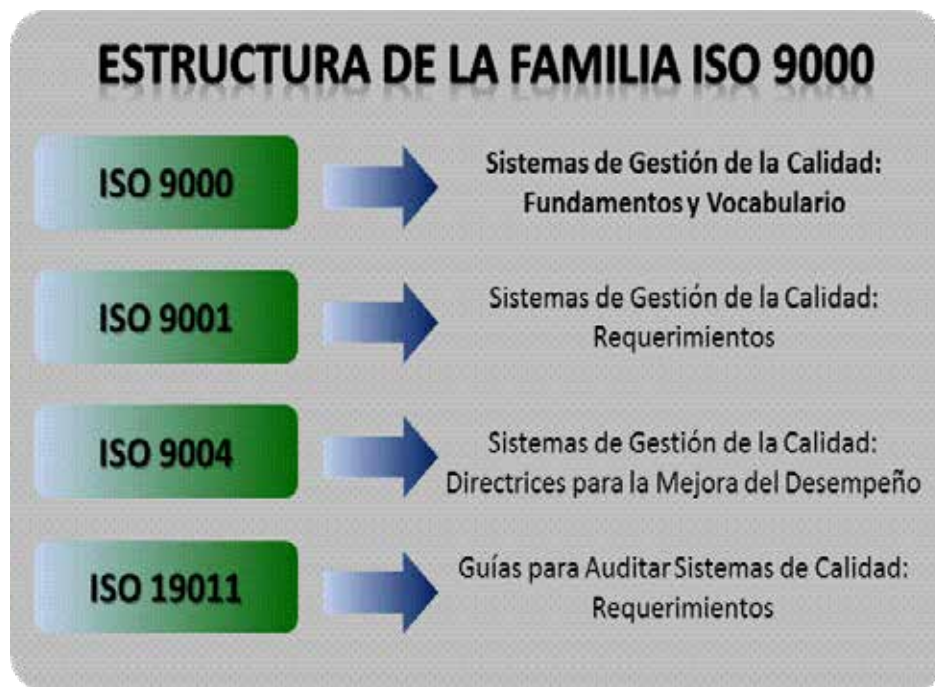 ESTRUCTURA DE LA FAMILIA ISO 9000
ISO 9000
Sistemas de Gestión de la Calidad:
Fundamentos y Vocabulario
ISO 9001
Sistemas de Gestión de la Calidad:
Requerimientos
ISO 9004
Sistemas de Gestión de la Calidad:
Directrices para la Mejora del Desempeño
ISO 19011
Guías para Auditar Sistemas de Calidad:
Requerimientos